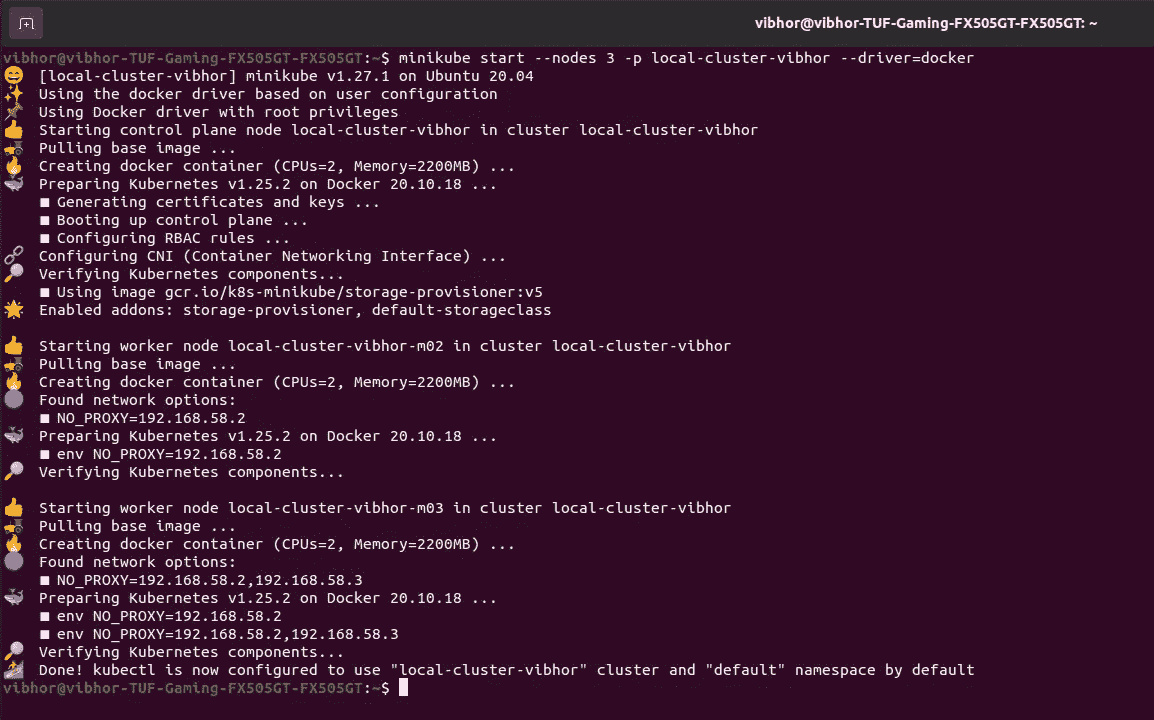 vibhor@vibhor-TUF-Gaming-FX505GT-FX505GT: ~
vibhor@vibhor-TUF-Gaming-FX505GT-FX505GT:~$ minikube start --nodes 3 -p local-cluster-vibhor --driver=docker
😄 [local-cluster-vibhor] minikube v1.27.1 on Ubuntu 20.04
✨ Using the docker driver based on user configuration
📌 Using Docker driver with root privileges
👍 Starting control plane node local-cluster-vibhor in cluster local-cluster-vibhor
🚜 Pulling base image ...
🔥 Creating docker container (CPUs=2, Memory=2200MB) ...
🐳 Preparing Kubernetes v1.25.2 on Docker 20.10.18 ...
■ Generating certificates and keys ...
■ Booting up control plane ...
■ Configuring RBAC rules ...
🔗 Configuring CNI (Container Networking Interface) ...
🔎 Verifying Kubernetes components...
■ Using image gcr.io/k8s-minikube/storage-provisioner:v5
🌟 Enabled addons: storage-provisioner, default-storageclass
👍 Starting worker node local-cluster-vibhor-m02 in cluster local-cluster-vibhor
🚜 Pulling base image ...
🔥 Creating docker container (CPUs=2, Memory=2200MB) ...
🌐 Found network options:
■ NO_PROXY=192.168.58.2
🐳 Preparing Kubernetes v1.25.2 on Docker 20.10.18 ...
■ env NO_PROXY=192.168.58.2
🔎 Verifying Kubernetes components...
👍 Starting worker node local-cluster-vibhor-m03 in cluster local-cluster-vibhor
🚜 Pulling base image ...
🔥 Creating docker container (CPUs=2, Memory=2200MB) ...
🌐 Found network options:
■ NO_PROXY=192.168.58.2,192.168.58.3
🐳 Preparing Kubernetes v1.25.2 on Docker 20.10.18 ...
■ env NO_PROXY=192.168.58.2
■ env NO_PROXY=192.168.58.2,192.168.58.3
🔎 Verifying Kubernetes components...
🏄 Done! kubectl is now configured to use "local-cluster-vibhor" cluster and "default" namespace by default
vibhor@vibhor-TUF-Gaming-FX505GT-FX505GT:~$